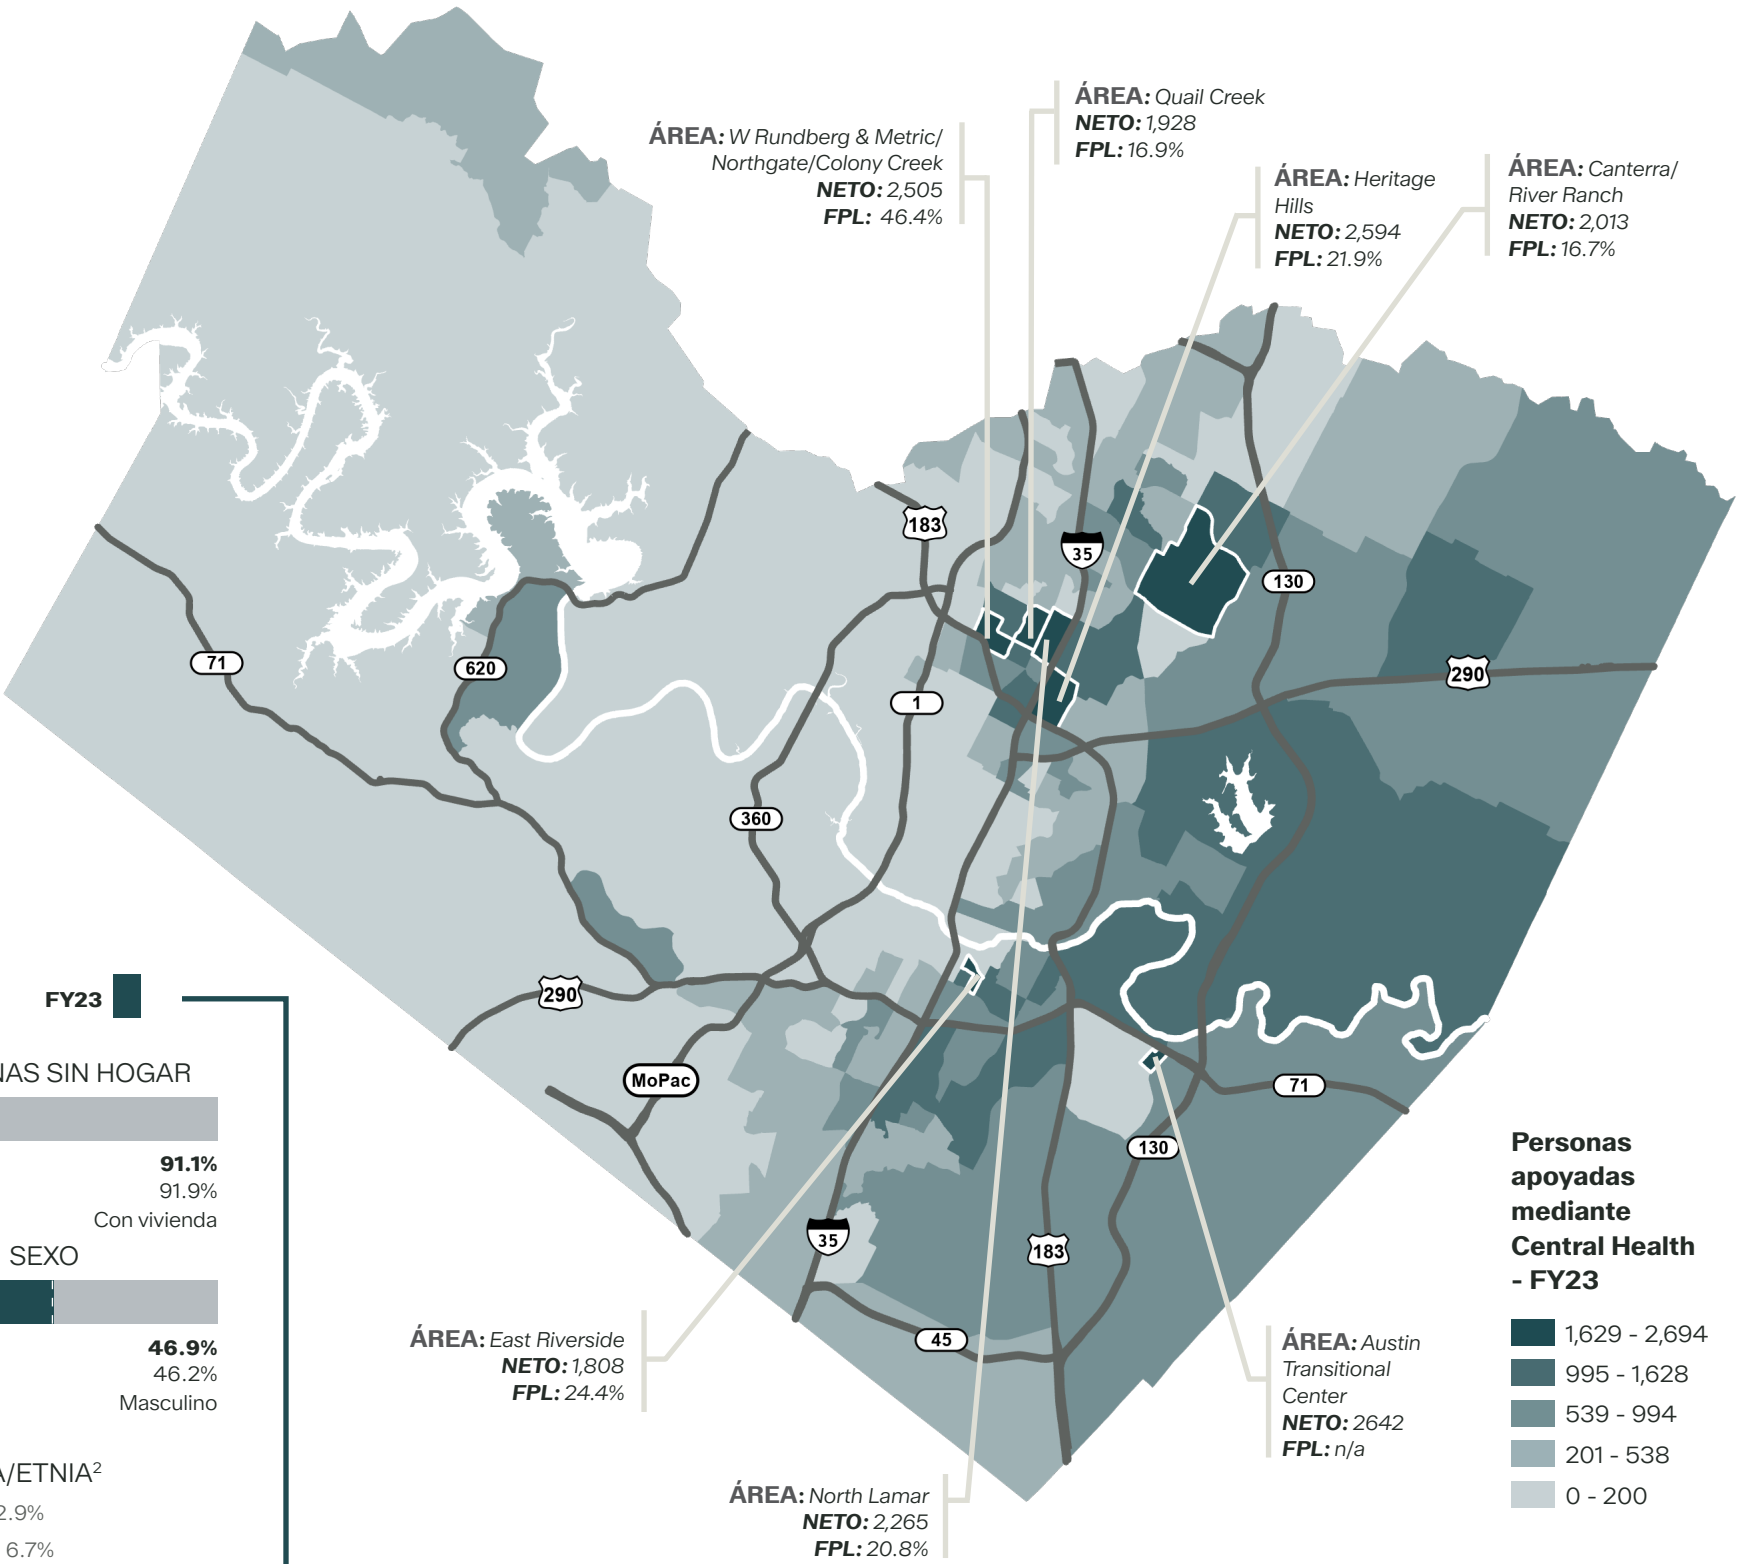 ÁREA: Quail Creek
NETO: 1,928
FPL: 16.9%
ÁREA: W Rundberg & Metric/
Northgate/Colony Creek
NETO: 2,505
FPL: 46.4%
ÁREA: Heritage
Hills
NETO: 2,594
FPL: 21.9%
ÁREA: Canterra/
River Ranch
NETO: 2,013
FPL: 16.7%
183
35
130
71
620
290
1
360
290
MoPac
71
130
35
183
45
FY23
NAS SIN HOGAR
91.1%
91.9%
Con vivienda
SEXO
46.9%
46.2%
Masculino
A/ETNIA²
2.9%
6.7%
ÁREA: East Riverside
NETO: 1,808
FPL: 24.4%
ÁREA: North Lamar
NETO: 2,265
FPL: 20.8%
ÁREA: Austin
Transitional
Center
NETO: 2642
FPL: n/a
Personas
apoyadas
mediante
Central Health
- FY23
1,629 - 2,694
995 - 1,628
539 - 994
201 - 538
0 - 200